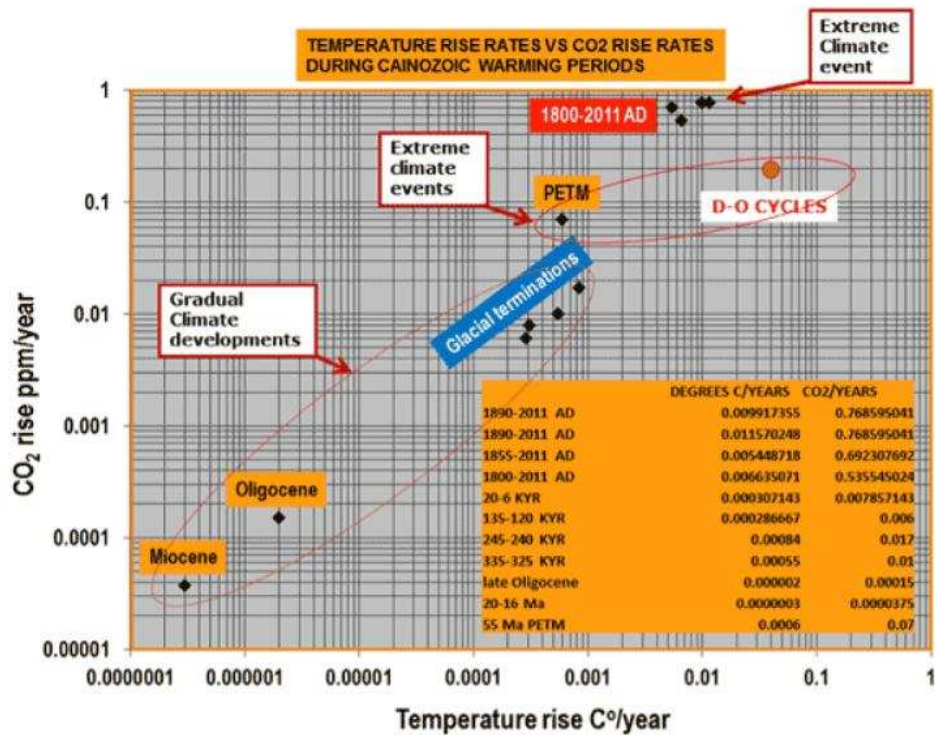 TEMPERATURE RISE RATES VS CO2 RISE RATES
DURING CAINOZOIC WARMING PERIODS
Extreme
Climate
event
1800-2011 AD
Extreme
climate
events
PETM
D-O CYCLES
Glacial terminations
Gradual
Climate
developments
Oligocene
Miocene
CO2 rise ppm/year
1
0.1
0.01
0.001
0.0001
0.00001
DEGREES C/YEARS CO2/YEARS
1890-2011 AD 0.009917355 0.768595041
1890-2011 AD 0.011570248 0.768595041
1855-2011 AD 0.005448718 0.692307692
1800-2011 AD 0.006635071 0.535545024
20-6 KYR 0.000307143 0.007857143
135-120 KYR 0.000286667 0.006
245-240 KYR 0.00084 0.017
335-325 KYR 0.00055 0.01
late Oligocene 0.000002 0.00015
20-16 Ma 0.0000003 0.0000375
55 Ma PETM 0.0006 0.07
0.0000001 0.000001 0.00001 0.0001 0.001 0.01 0.1 1
Temperature rise Cº/year